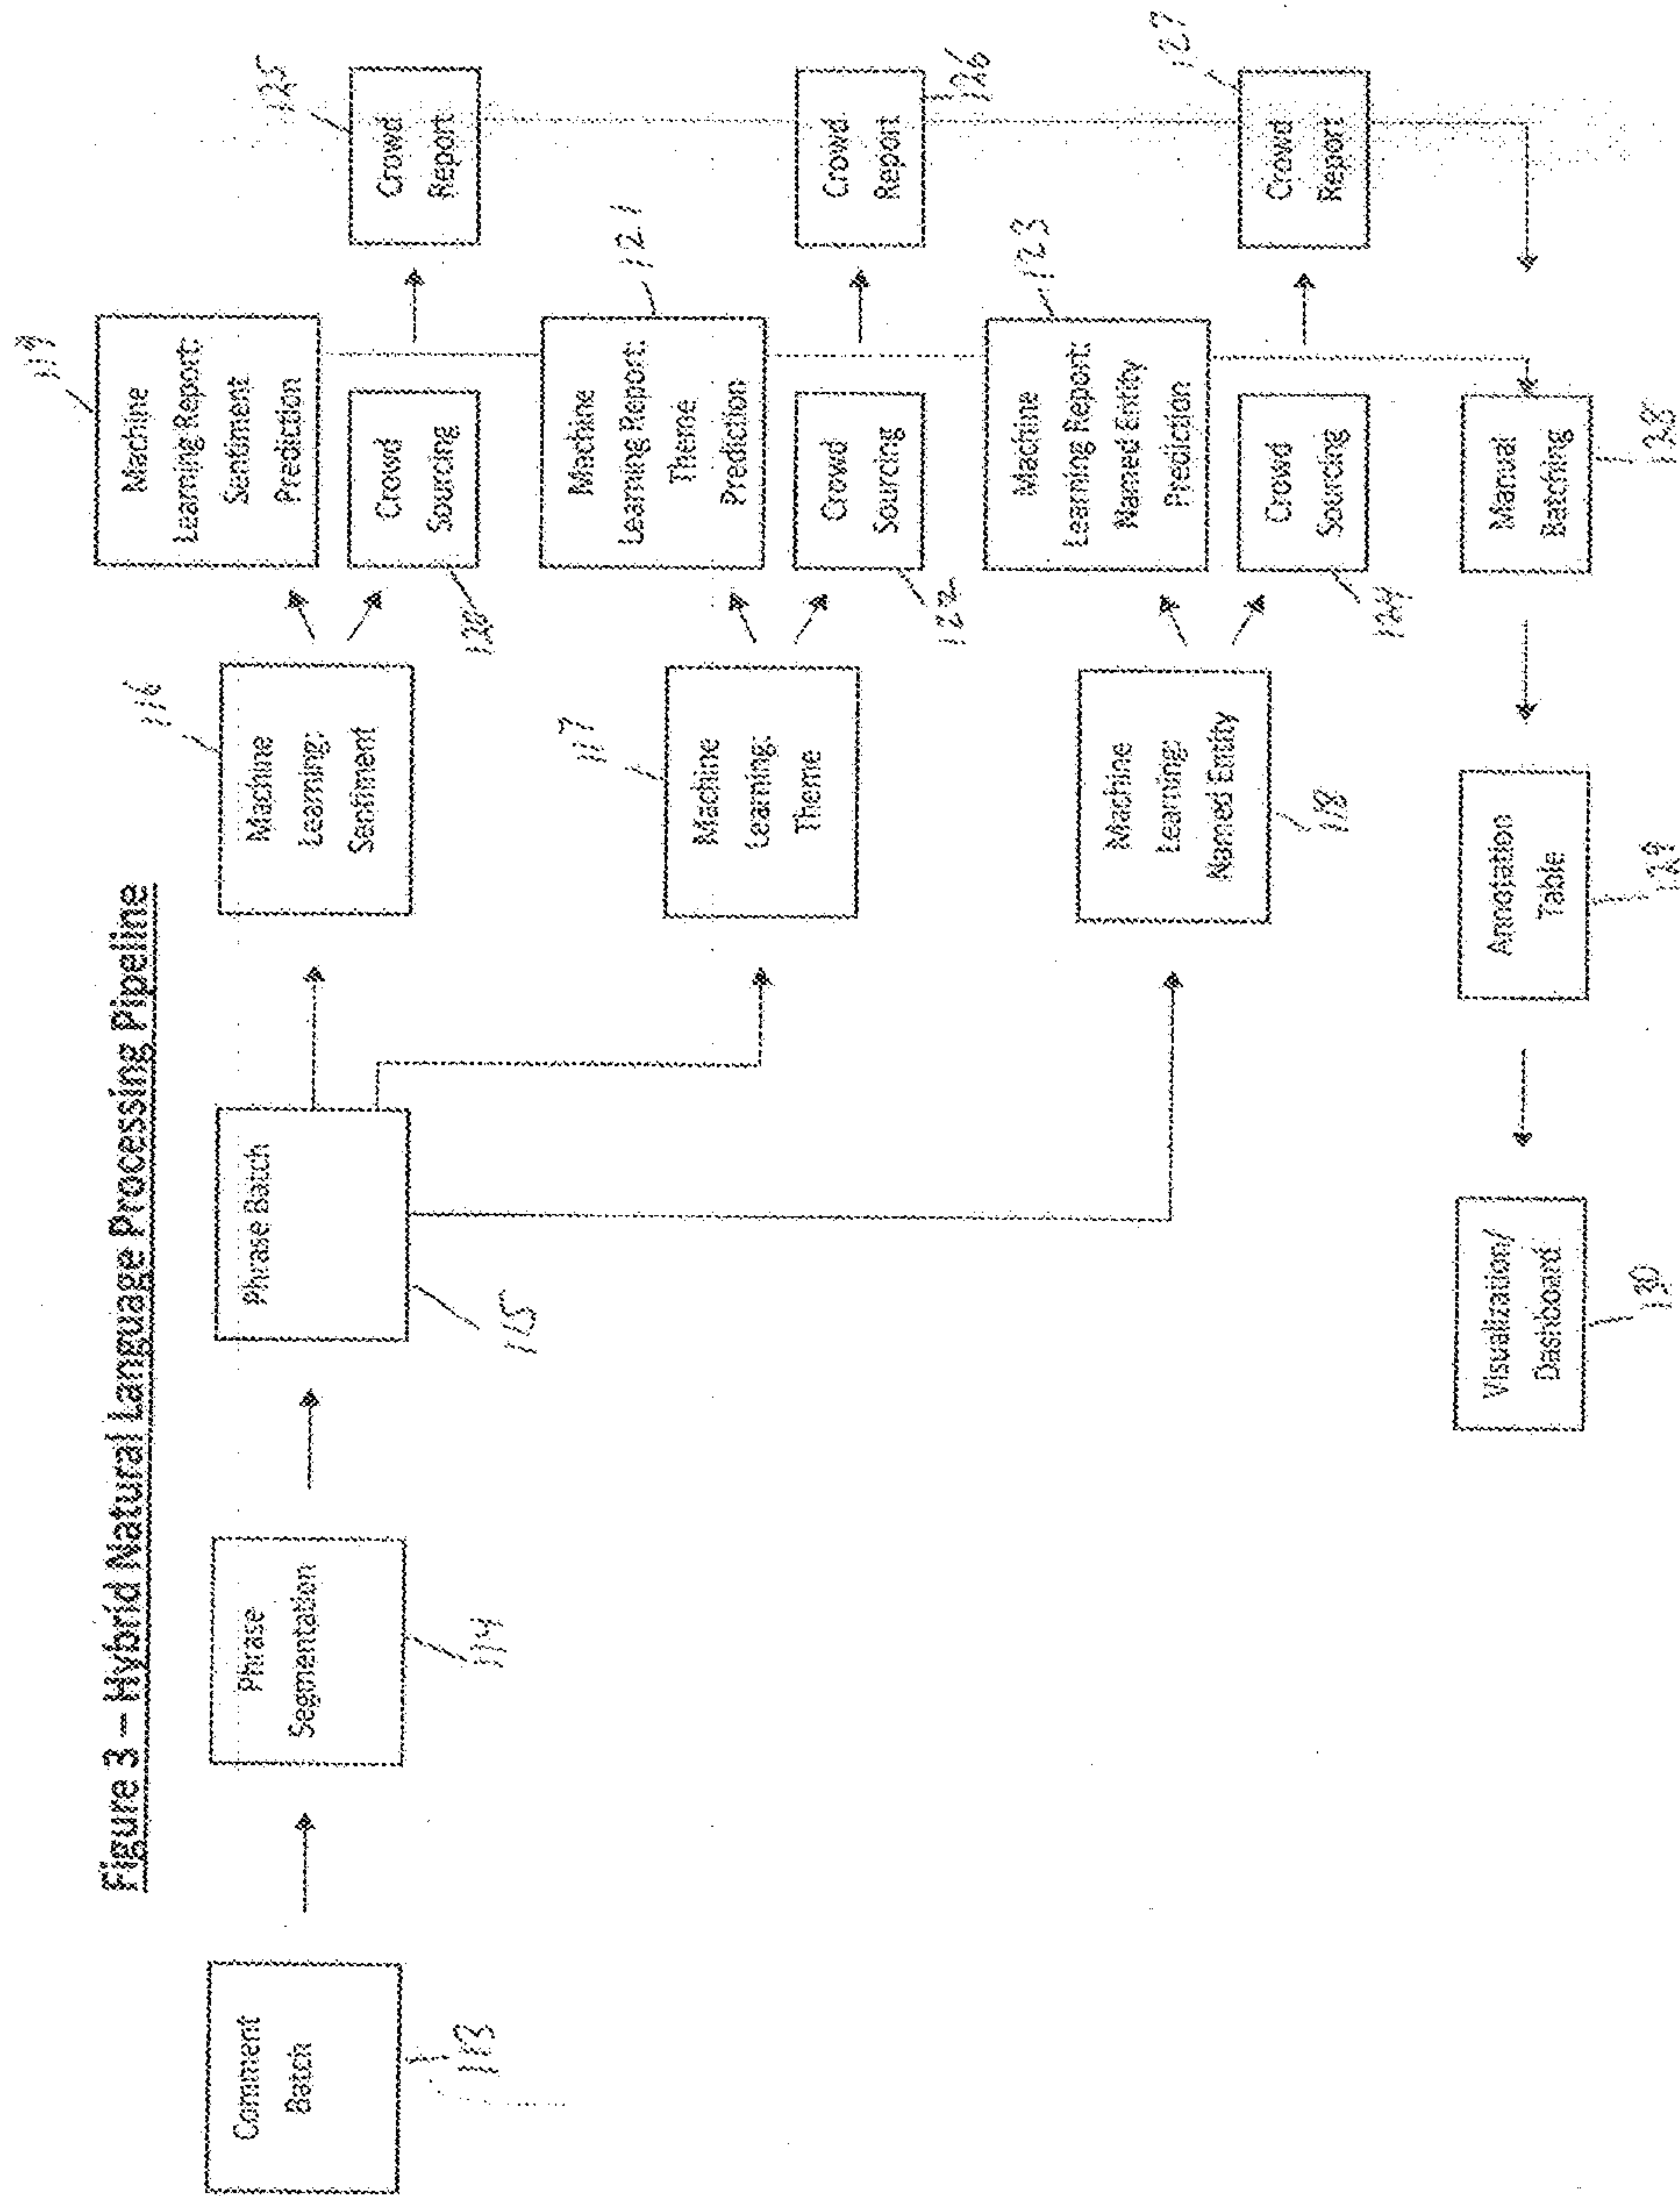 Figure 3 – Hybrid Natural Language Processing Pipeline
Comment
Batch
113
Phrase
Segmentation
114
Phrase Batch
115
Machine
Learning:
Sentiment
116
Machine
Learning:
Theme
117
Machine
Learning:
Named Entity
118
Machine
Learning Report:
Sentiment
Prediction
119
Crowd
Sourcing
120
Machine
Learning Report:
Theme
Prediction
121
Crowd
Sourcing
122
Machine
Learning Report:
Named Entity
Prediction
123
Crowd
Sourcing
124
Crowd
Report
125
Crowd
Report
126
Crowd
Report
127
Manual
Batching
128
Annotation
Table
129
Visualization/
Dashboard
130